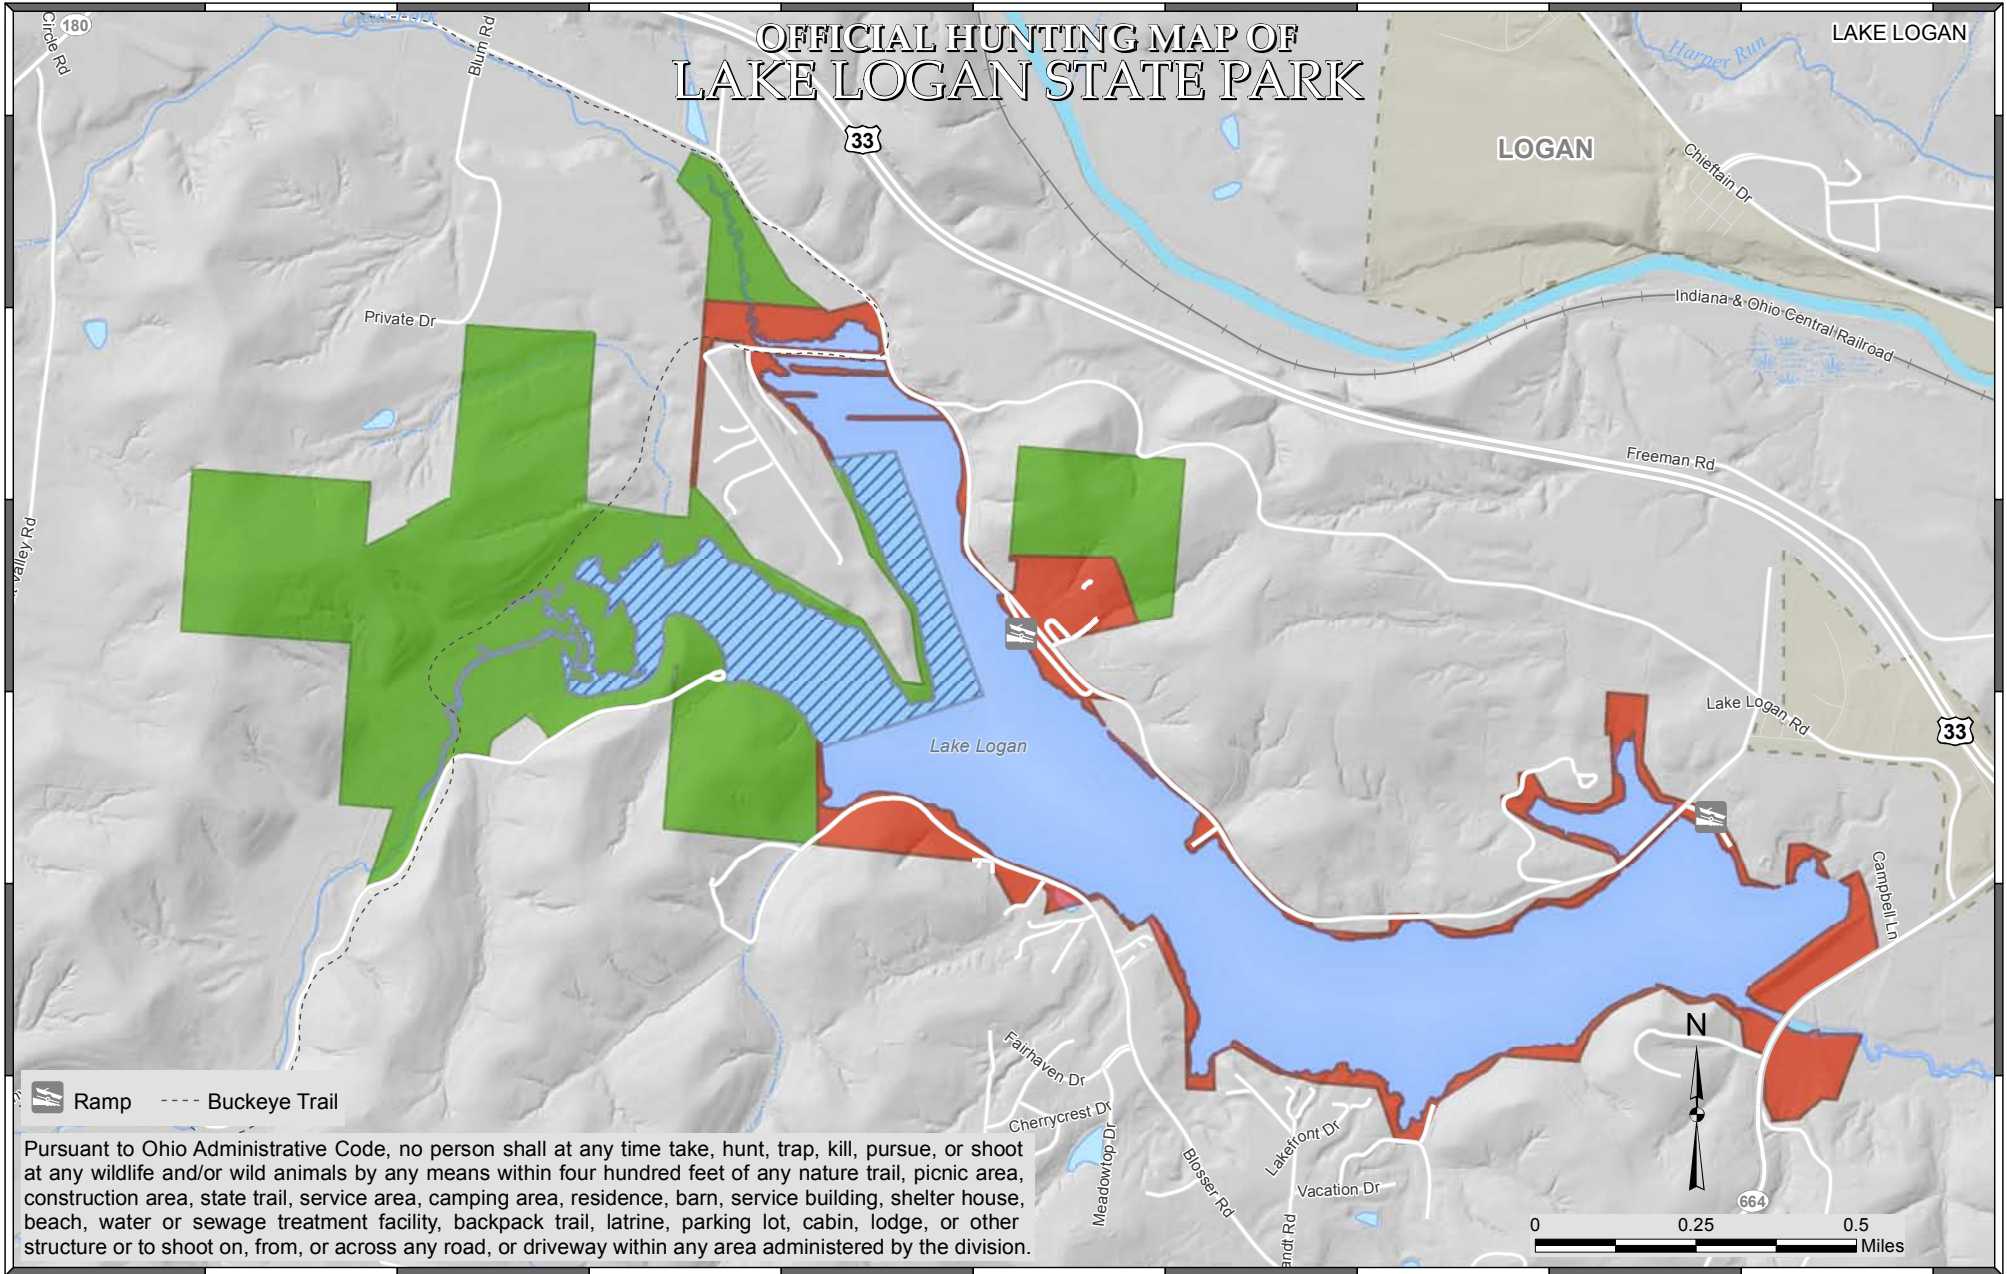 OFFICIAL HUNTING MAP OF
LAKE LOGAN STATE PARK
LAKE LOGAN
180
Circle Rd
Clear Fork
Blum Rd
33
Harper Run
LOGAN
Chieftain Dr
Private Dr
Indiana & Ohio Central Railroad
Freeman Rd
Valley Rd
Lake Logan Rd
33
Lake Logan
Campbell Ln
N
Fairhaven Dr
Cherrycrest Dr
Meadowtop Dr
Blosser Rd
Lakefront Dr
Vacation Dr
andt Rd
664
Ramp
Buckeye Trail
Pursuant to Ohio Administrative Code, no person shall at any time take, hunt, trap, kill, pursue, or shoot
at any wildlife and/or wild animals by any means within four hundred feet of any nature trail, picnic area,
construction area, state trail, service area, camping area, residence, barn, service building, shelter house,
beach, water or sewage treatment facility, backpack trail, latrine, parking lot, cabin, lodge, or other
structure or to shoot on, from, or across any road, or driveway within any area administered by the division.
0 0.25 0.5
Miles